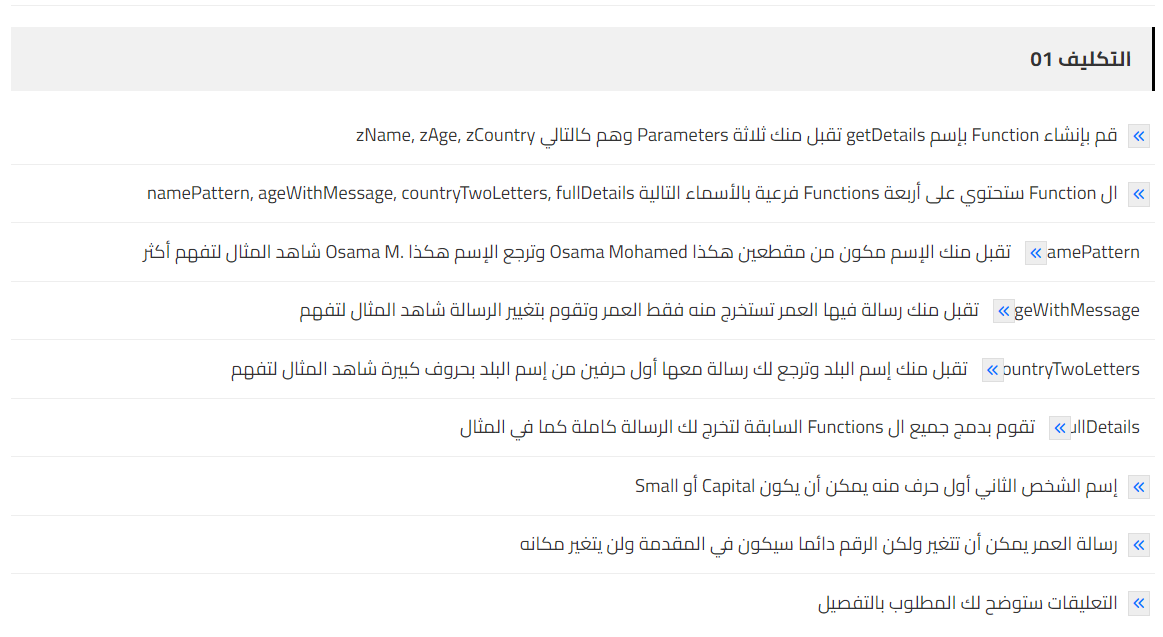 التكليف 01
« قم بإنشاء Function بإسم getDetails تقبل منك ثلاثة Parameters وهم كالتالي zName, zAge, zCountry
« ال Function ستحتوي على أربعة Functions فرعية بالأسماء التالية namePattern, ageWithMessage, countryTwoLetters, fullDetails
amePattern « تقبل منك الإسم مكون من مقطعين هكذا Osama Mohamed وترجع الإسم هكذا Osama M. شاهد المثال لتفهم أكثر
geWithMessage « تقبل منك رسالة فيها العمر تستخرج منه فقط العمر وتقوم بتغيير الرسالة شاهد المثال لتفهم
ountryTwoLetters « تقبل منك إسم البلد وترجع لك رسالة معها أول حرفين من إسم البلد بحروف كبيرة شاهد المثال لتفهم
ullDetails « تقوم بدمج جميع ال Functions السابقة لتخرج لك الرسالة كاملة كما في المثال
« إسم الشخص الثاني أول حرف منه يمكن أن يكون Capital أو Small
« رسالة العمر يمكن أن تتغير ولكن الرقم دائما سيكون في المقدمة ولن يتغير مكانه
« التعليقات ستوضح لك المطلوب بالتفصيل